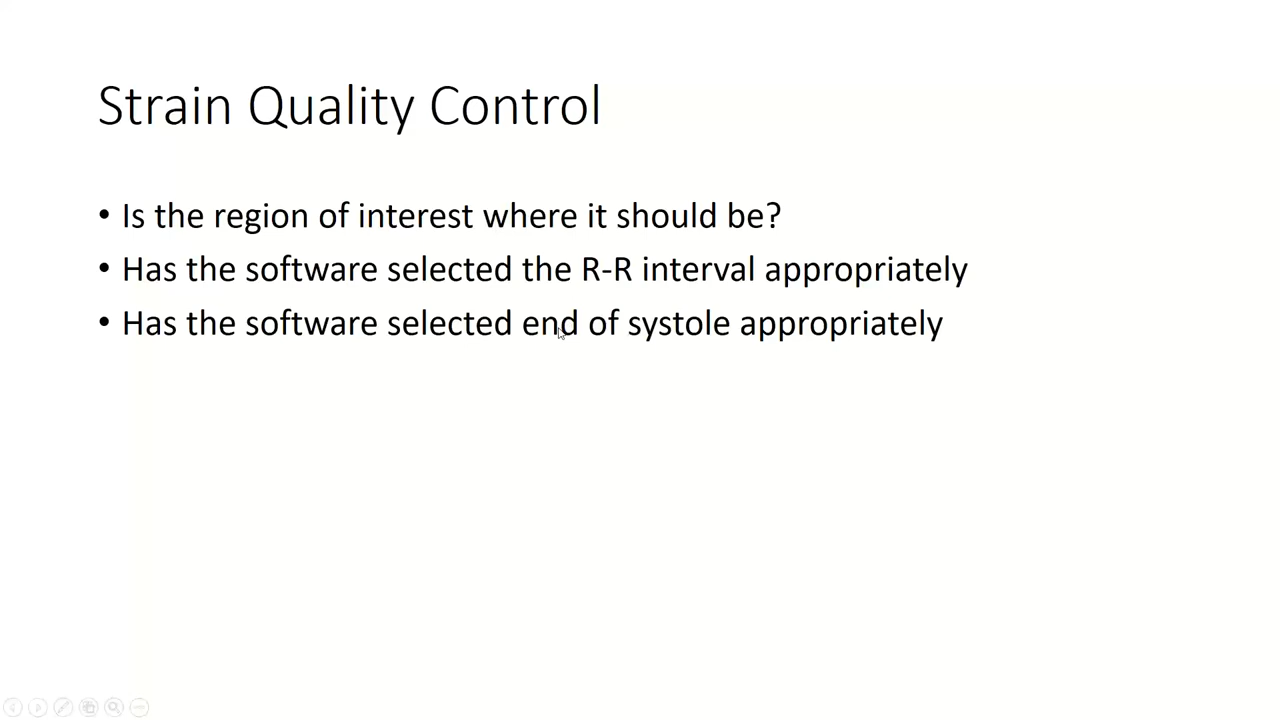 Strain Quality Control
• Is the region of interest where it should be?
• Has the software selected the R-R interval appropriately
• Has the software selected end of systole appropriately